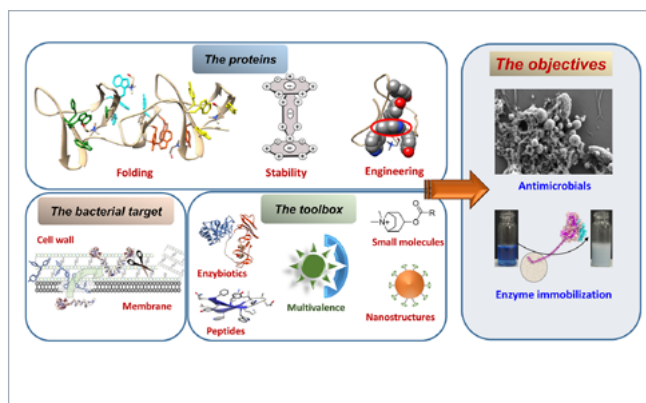 The proteins
Folding
Stability
Engineering
The bacterial target
Cell wall
Membrane
The toolbox
Enzybiotics
Peptides
Multivalence
Small molecules
Nanostructures
The objectives
Antimicrobials
Enzyme immobilization